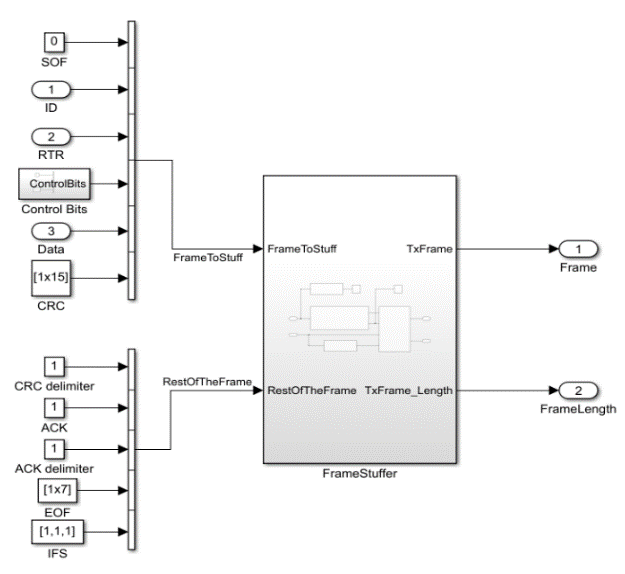 0
SOF
1
ID
2
RTR
ControlBits
Control Bits
3
Data
[1x15]
CRC
FrameToStuff
1
CRC delimiter
1
ACK
1
ACK delimiter
[1x7]
EOF
[1,1,1]
IFS
RestOfTheFrame
FrameToStuff TxFrame
RestOfTheFrame TxFrame_Length
FrameStuffer
1
Frame
2
FrameLength